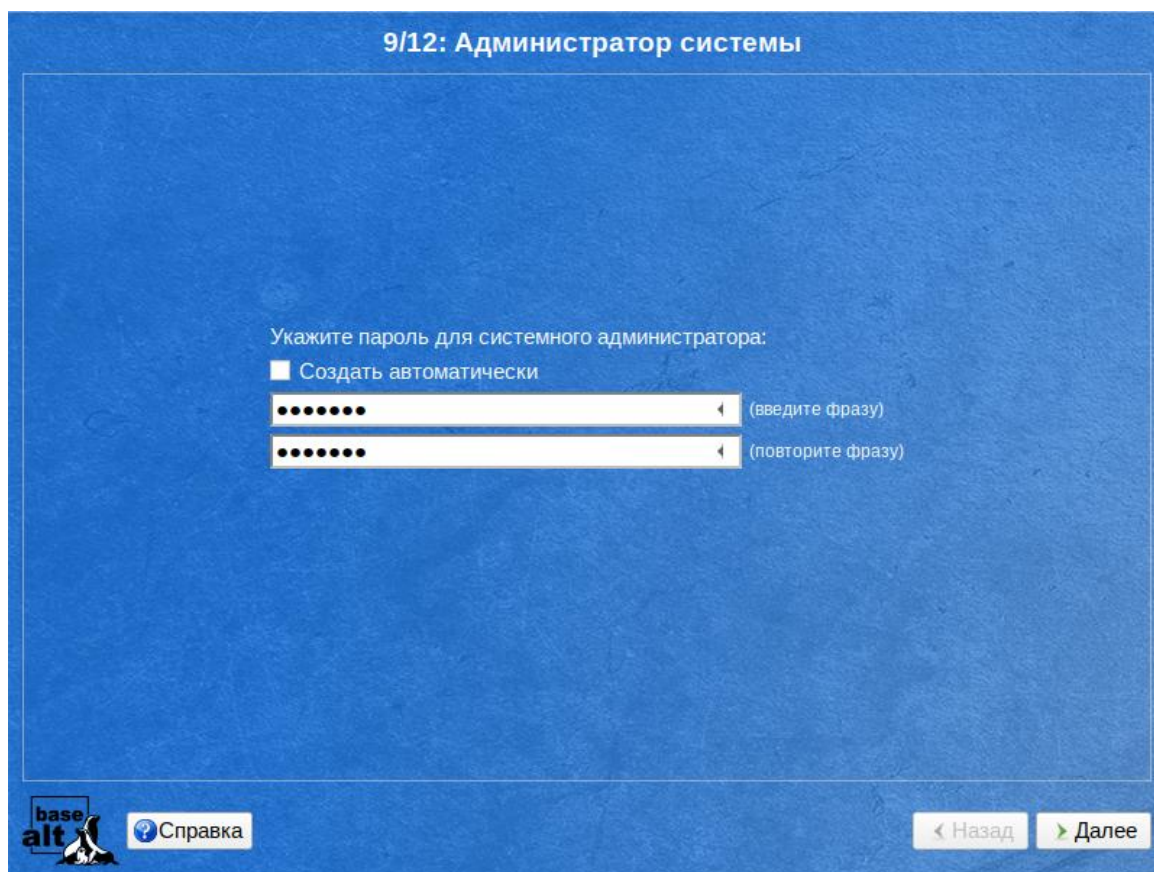 9/12: Администратор системы
Укажите пароль для системного администратора:
Создать автоматически
••••••• (введите фразу)
••••••• (повторите фразу)
base
alt
Справка
Назад
Далее